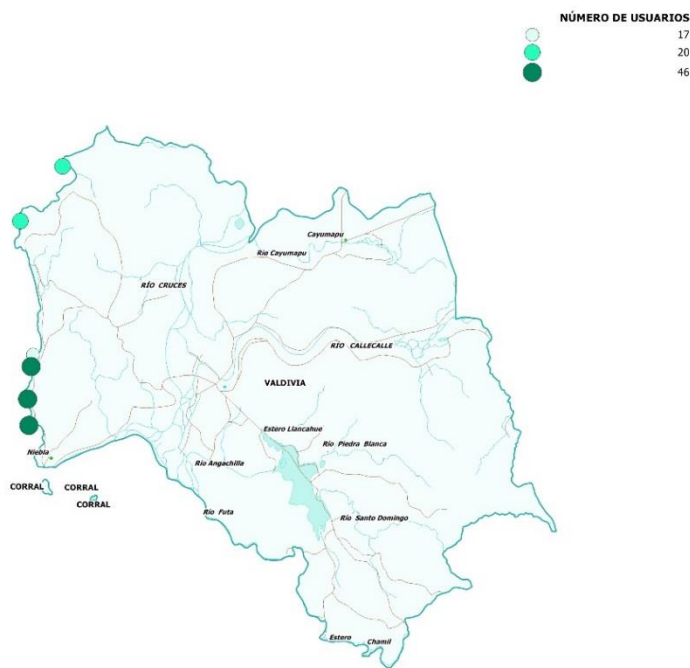 NÚMERO DE USUARIOS
17
20
46
Cayumapu
Río Cayumapu
RÍO CRUCES
RÍO CALLECALLE
VALDIVIA
Estero Llancahue
Río Piedra Blanca
Niebla
Río Angachilla
CORRAL
CORRAL
CORRAL
Río Futa
Río Santo Domingo
Estero Chamil